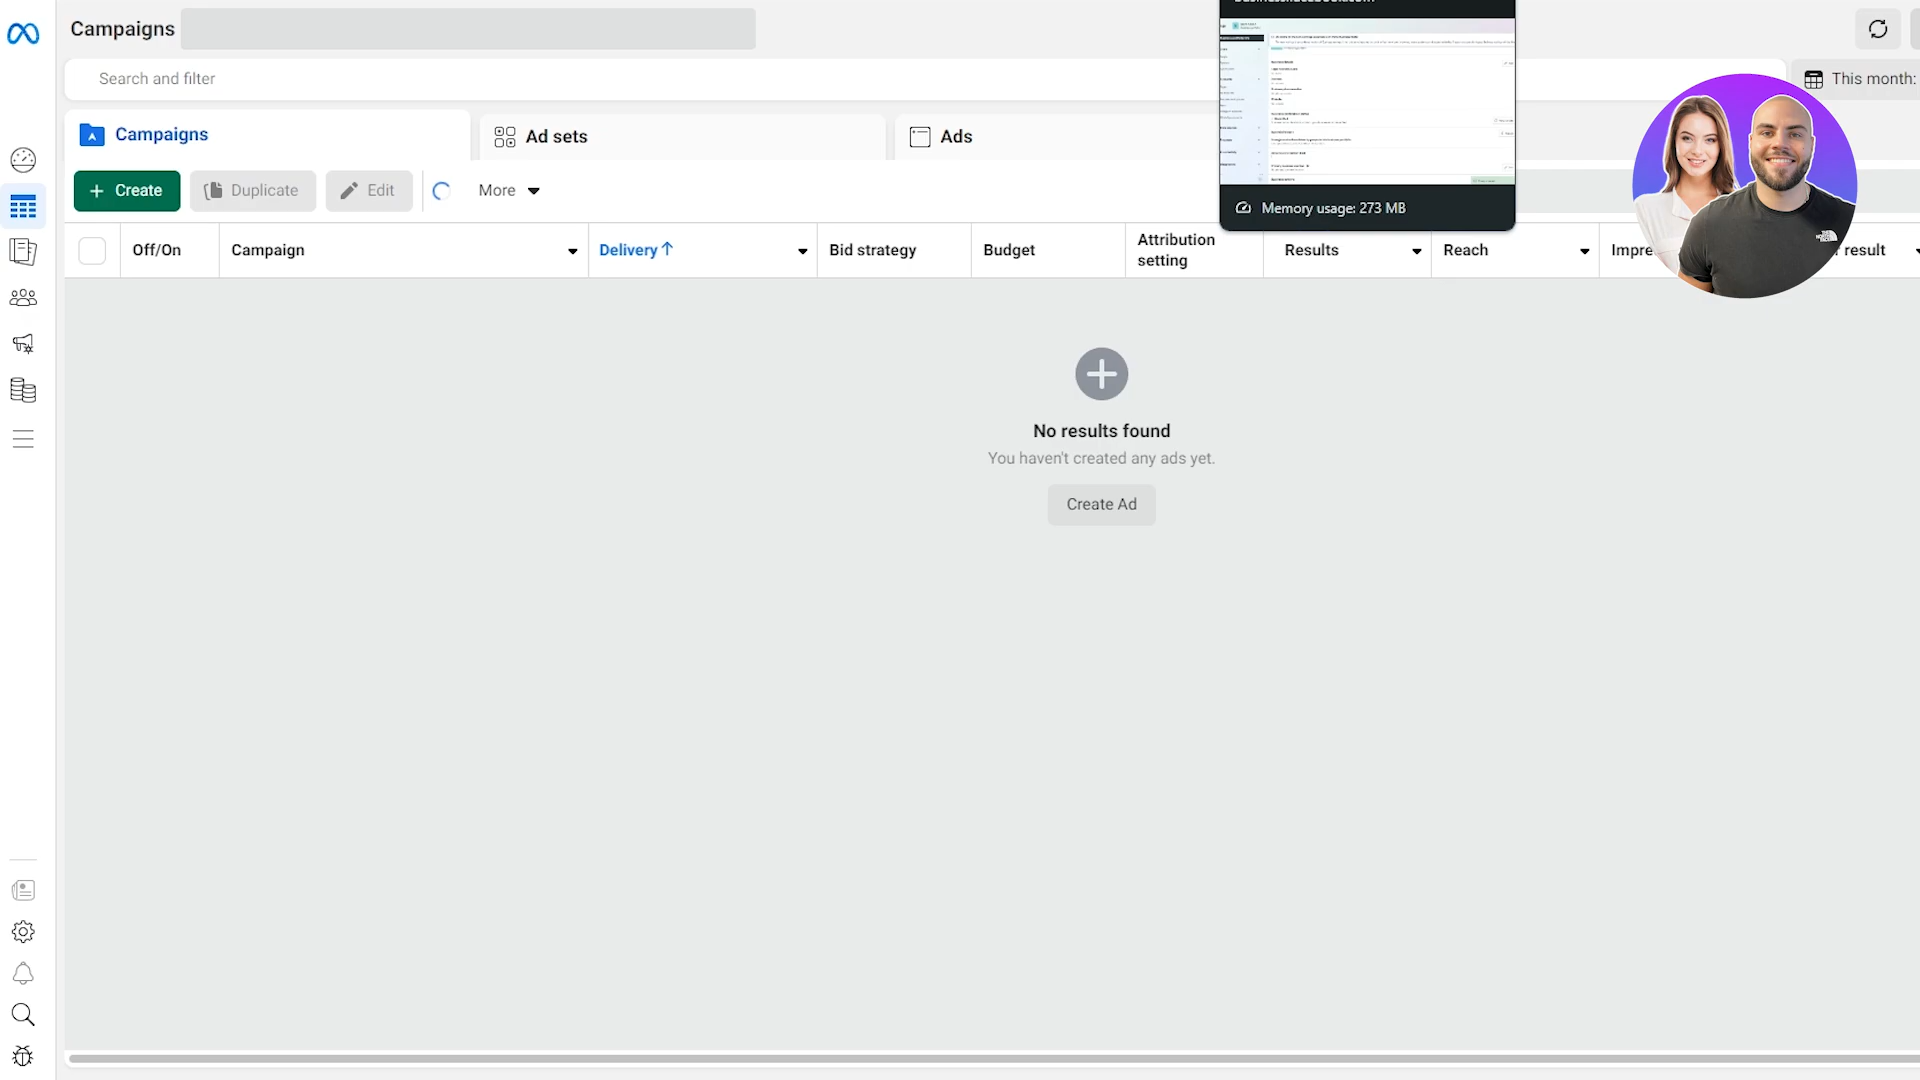 Campaigns
Search and filter
This month:
Campaigns
Ad sets
Ads
Create
Duplicate
Edit
More
Memory usage: 273 MB
Off/On
Campaign
Delivery
Bid strategy
Budget
Attribution
setting
Results
Reach
Impre
result
No results found
You haven't created any ads yet.
Create Ad